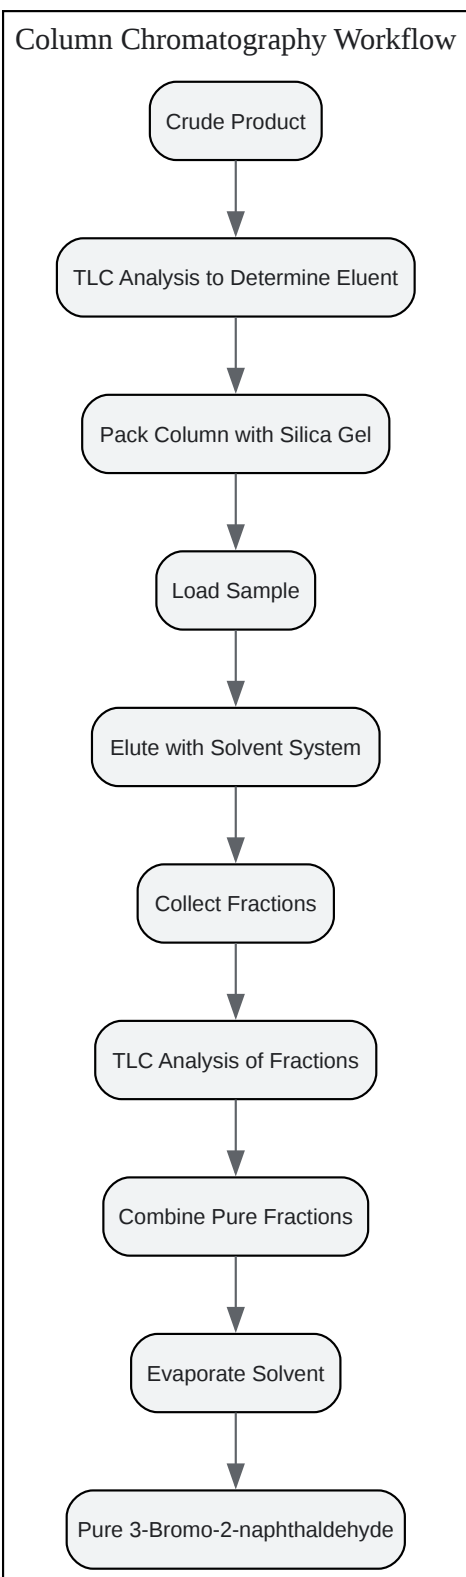 Column Chromatography Workflow
Crude Product
TLC Analysis to Determine Eluent
Pack Column with Silica Gel
Load Sample
Elute with Solvent System
Collect Fractions
TLC Analysis of Fractions
Combine Pure Fractions
Evaporate Solvent
Pure 3-Bromo-2-naphthaldehyde